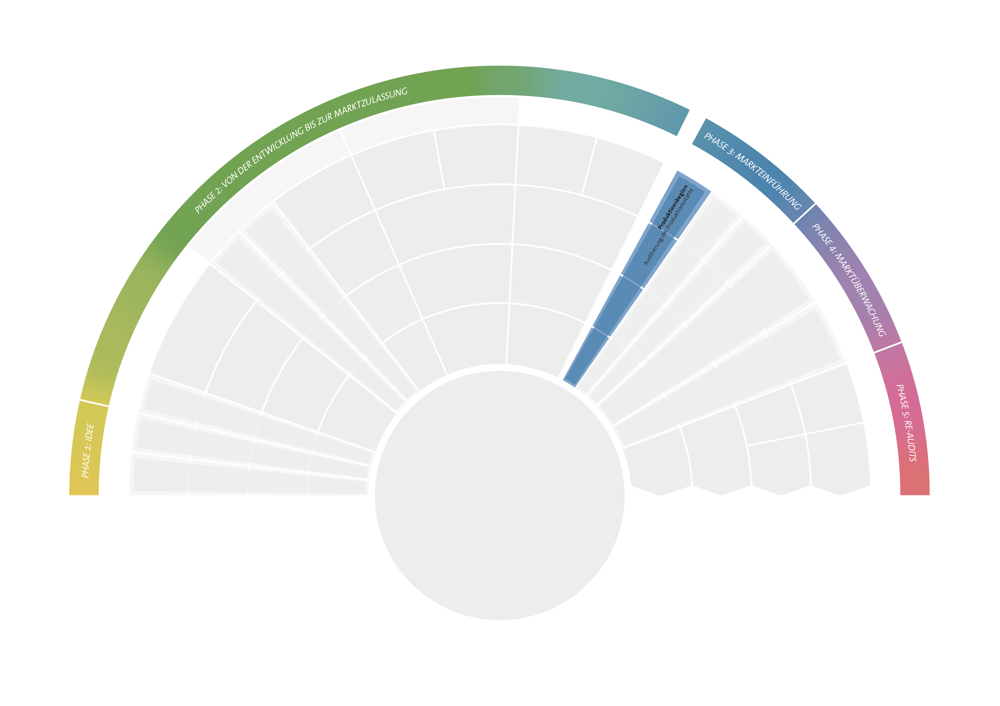 PHASE 1: IDEE
PHASE 2: VON DER ENTWICKLUNG BIS ZUR MARKTZULASSUNG
PHASE 3: MARKTEINFÜHRUNG
PHASE 4: MARKTÜBERWACHUNG
PHASE 5: RE-AUDITS
Produktionsbeginn
Auditierung der Produktionsstätte